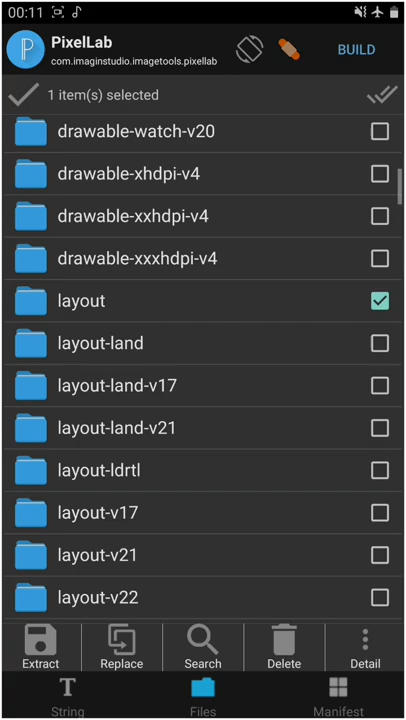 00:11
PixelLab
com.imaginstudio.imagetools.pixellab
BUILD
1 item(s) selected
drawable-watch-v20
drawable-xhdpi-v4
drawable-xxhdpi-v4
drawable-xxxhdpi-v4
layout
layout-land
layout-land-v17
layout-land-v21
layout-ldrtl
layout-v17
layout-v21
layout-v22
Extract Replace Search Delete Detail
String Files Manifest